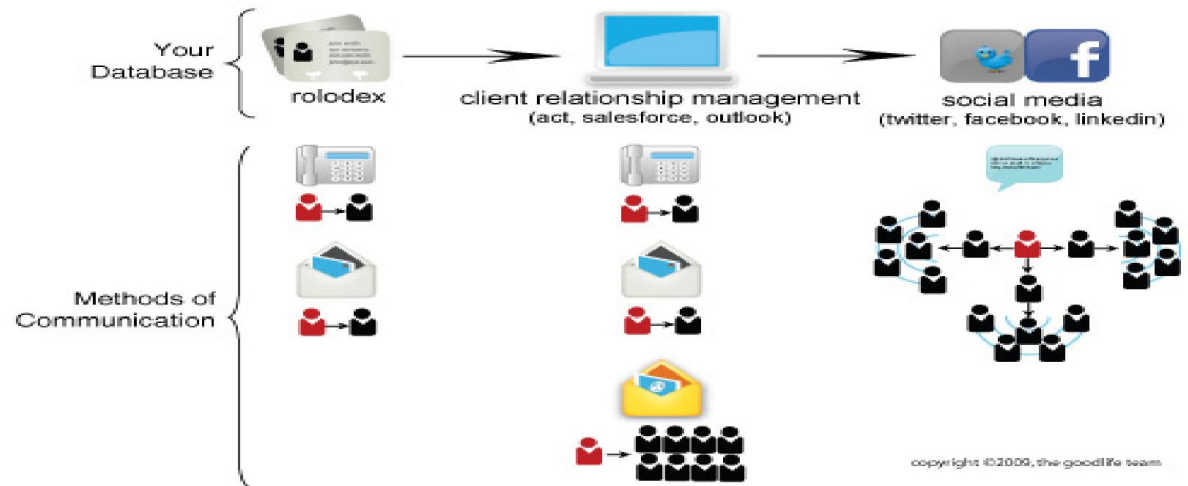 Your
Database
rolodex
client relationship management
(act, salesforce, outlook)
social media
(twitter, facebook, linkedin)
f
Methods of
Communication
copyright ©2009, the goodlife team